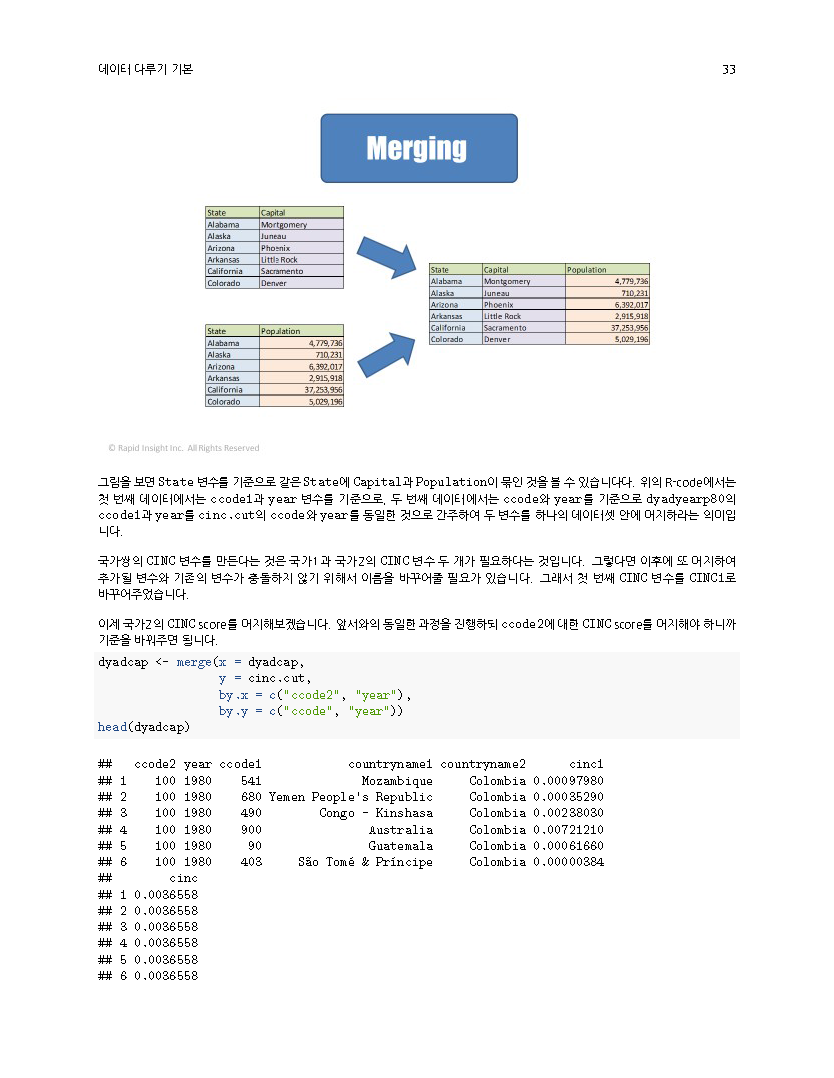 데이터 다루기 기본 33
Merging
State Capital
Alabama Montgomery
Alaska Juneau
Arizona Phoenix
Arkansas Little Rock
California Sacramento
Colorado Denver
State Population
Alabama 4,779,736
Alaska 710,231
Arizona 6,392,017
Arkansas 2,915,918
California 37,253,956
Colorado 5,029,196
State Capital Population
Alabama Montgomery 4,779,736
Alaska Juneau 710,231
Arizona Phoenix 6,392,017
Arkansas Little Rock 2,915,918
California Sacramento 37,253,956
Colorado Denver 5,029,196
© Rapid Insight Inc. All Rights Reserved
그림을 보면 State 변수를 기준으로 같은 State에 Capital과 Population이 묶인 것을 볼 수 있습니다다. 위의 R-code에서는
첫 번째 데이터에서는 ccode1과 year 변수를 기준으로, 두 번째 데이터에서는 ccode와 year를 기준으로 dyadyearp80의
ccode1과 year를 cinc.cut의 ccode와 year를 동일한 것으로 간주하여 두 변수를 하나의 데이터셋 안에 머지하라는 의미입
니다.
국가쌍의 CINC 변수를 만든다는 것은 국가1과 국가2의 CINC 변수 두 개가 필요하다는 것입니다. 그렇다면 이후에 또 머지하여
추가될 변수와 기존의 변수가 충돌하지 않기 위해서 이름을 바꾸어줄 필요가 있습니다. 그래서 첫 번째 CINC 변수를 CINC1로
바꾸어주었습니다.
이제 국가2의 CINC score를 머지해보겠습니다. 앞서와의 동일한 과정을 진행하되 ccode2에 대한 CINC score를 머지해야 하니까
기준을 바꿔주면 됩니다.
dyadcap <- merge(x = dyadcap,
y = cinc.cut,
by.x = c("ccode2", "year"),
by.y = c("ccode", "year"))
head(dyadcap)
## ccode2 year ccode1 countryname1 countryname2 cinc1
## 1 100 1980 541 Mozambique Colombia 0.00097980
## 2 100 1980 680 Yemen People's Republic Colombia 0.00035290
## 3 100 1980 490 Congo - Kinshasa Colombia 0.00238030
## 4 100 1980 900 Australia Colombia 0.00721210
## 5 100 1980 90 Guatemala Colombia 0.00061660
## 6 100 1980 403 São Tomé & Príncipe Colombia 0.00000384
## cinc
## 1 0.0036558
## 2 0.0036558
## 3 0.0036558
## 4 0.0036558
## 5 0.0036558
## 6 0.0036558